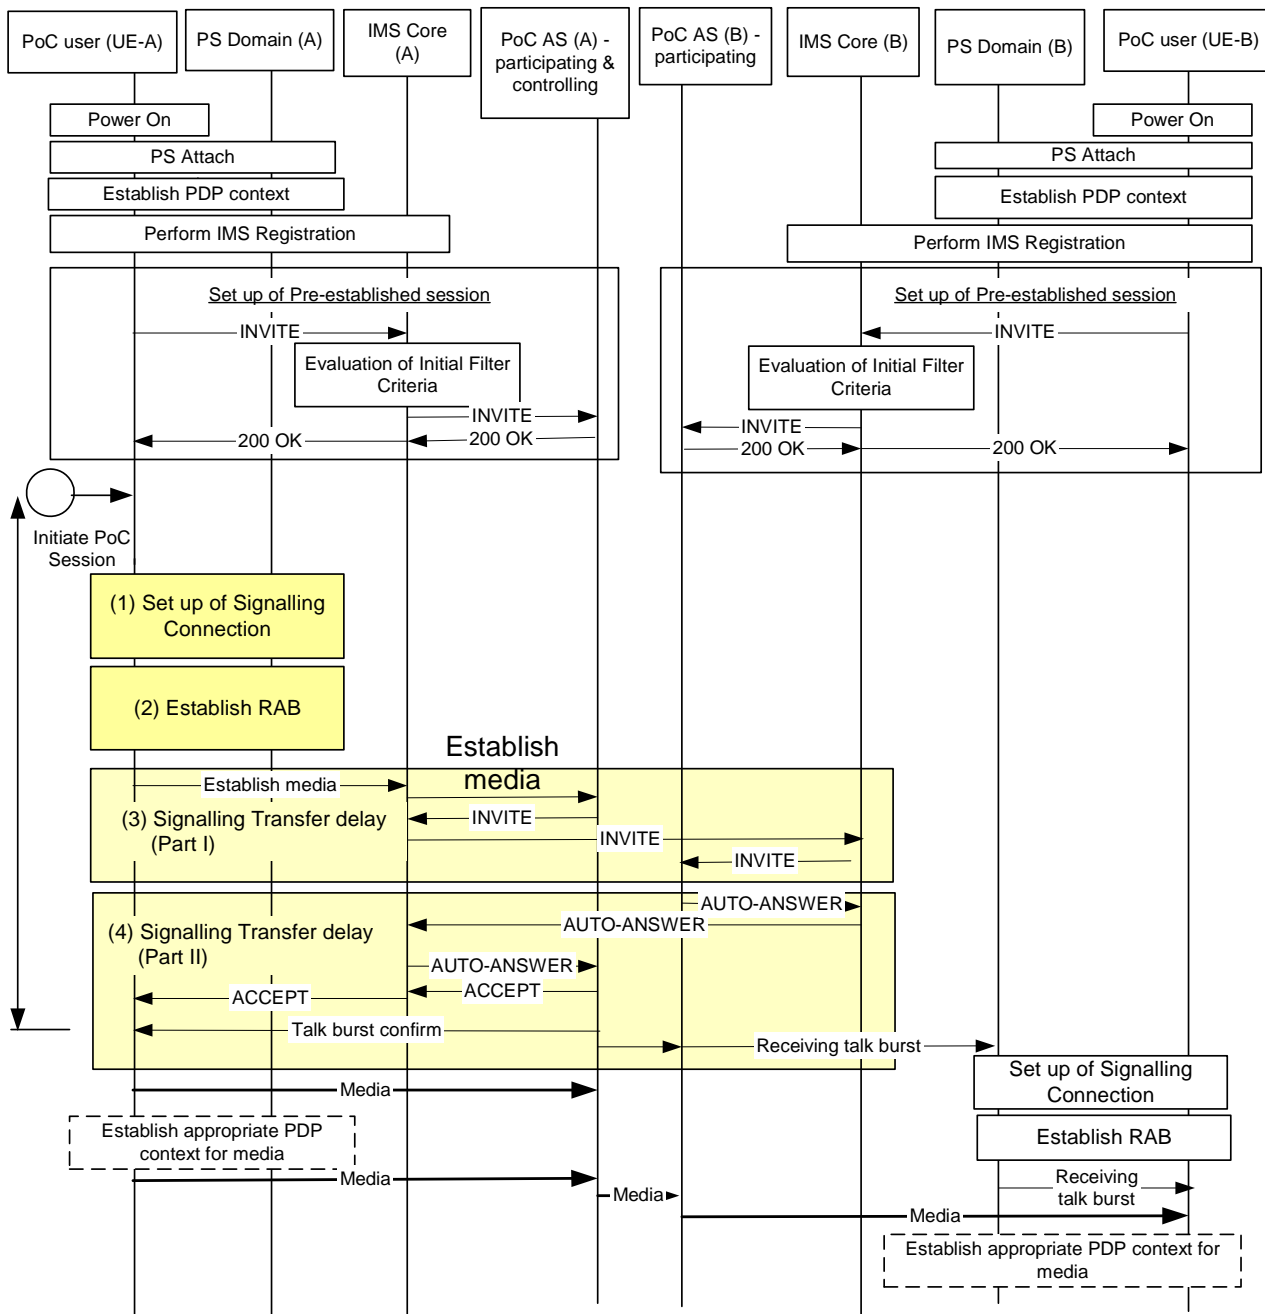 PoC user (UE-A)
PS Domain (A)
IMS Core
(A)
PoC AS (A) -
participating &
controlling
PoC AS (B) -
participating
IMS Core (B)
PS Domain (B)
PoC user (UE-B)
Power On
Power On
PS Attach
PS Attach
Establish PDP context
Establish PDP context
Perform IMS Registration
Perform IMS Registration
Set up of Pre-established session
Set up of Pre-established session
INVITE
INVITE
Evaluation of Initial Filter
Criteria
Evaluation of Initial Filter
Criteria
INVITE
INVITE
200 OK
200 OK
200 OK
200 OK
Initiate PoC
Session
(1) Set up of Signalling
Connection
(2) Establish RAB
Establish
media
Establish media
(3) Signalling Transfer delay
(Part I)
INVITE
INVITE
INVITE
AUTO-ANSWER
AUTO-ANSWER
(4) Signalling Transfer delay
(Part II)
AUTO-ANSWER
ACCEPT
ACCEPT
Talk burst confirm
Receiving talk burst
Set up of Signalling
Connection
Media
Establish appropriate PDP
context for media
Establish RAB
Media
Media
Receiving
talk burst
Media
Establish appropriate PDP context for
media